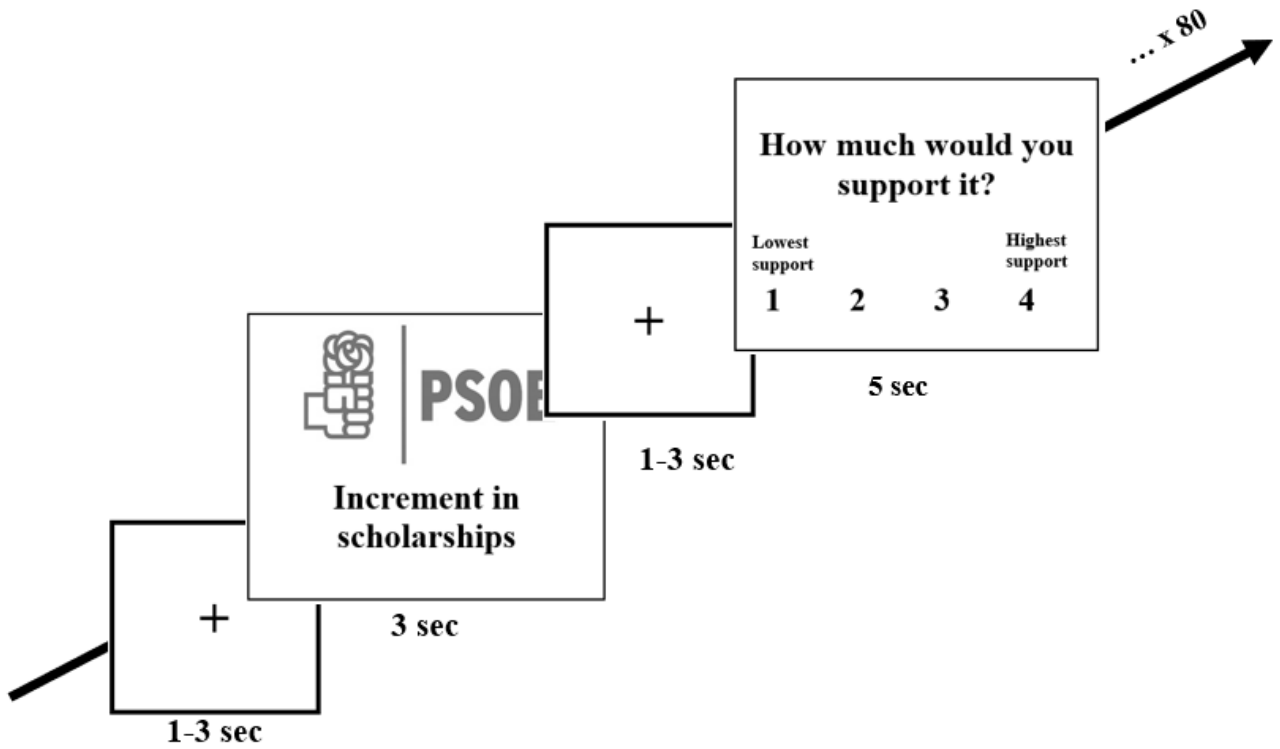 ... x 80
How much would you
support it?
Lowest
support
Highest
support
1 2 3 4
5 sec
+
1-3 sec
PSOE
Increment in
scholarships
3 sec
+
1-3 sec